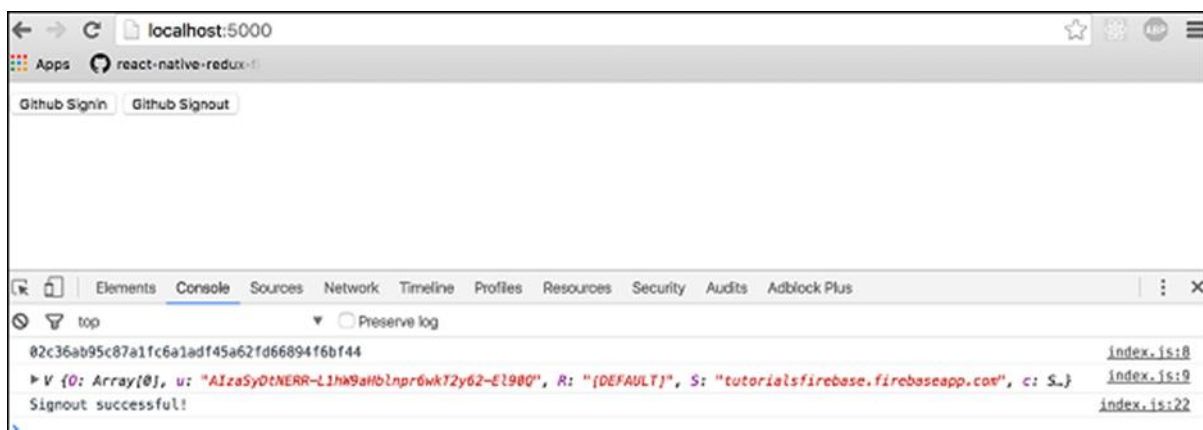 localhost:5000
ABP
Apps react-native-redux-fi
Github Signin Github Signout
Elements Console Sources Network Timeline Profiles Resources Security Audits Adblock Plus
top Preserve log
02c36ab95c87a1fc6a1adf45a62fd66894f6bf44 index.js:8
V {O: Array[0], u: "AIzaSyDtNERR-L1hW9aHblnpr6wkT2y62-El90Q", R: "[DEFAULT]", S: "tutorialsfirebase.firebaseapp.com", c: S…} index.js:9
Signout successful! index.js:22